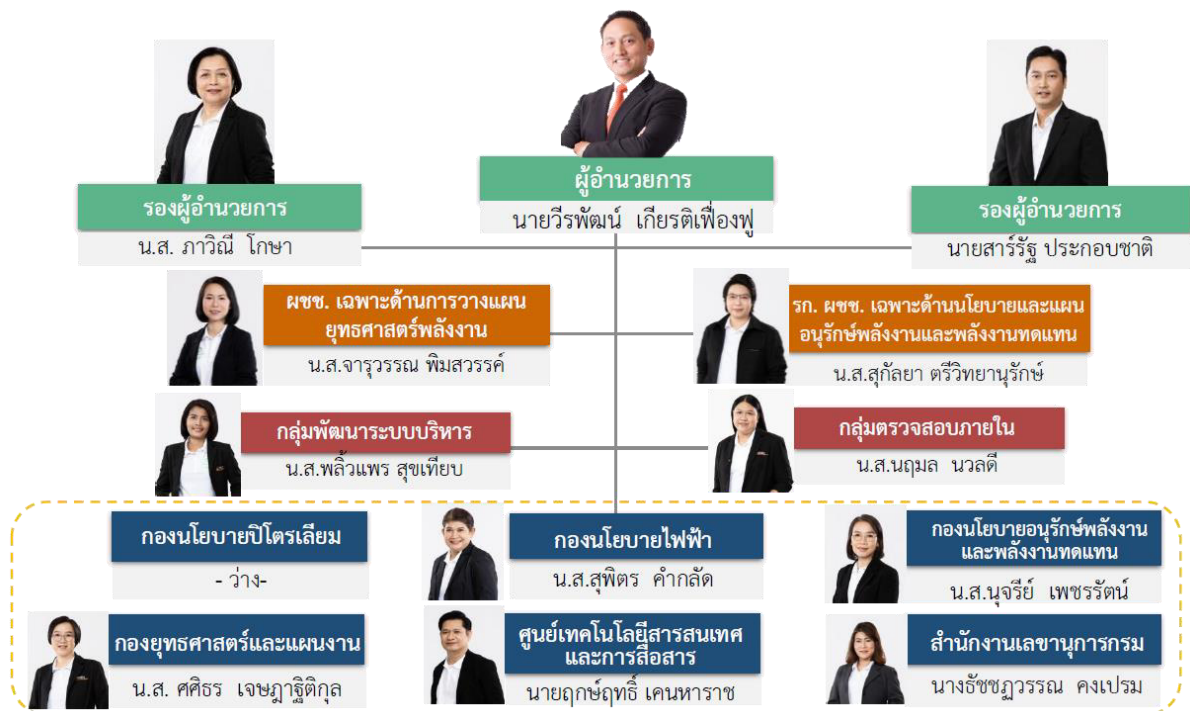 ผู้อำนวยการ
นายวีรพัฒน์ เกียรติเฟื่องฟู
รองผู้อำนวยการ
น.ส. ภาวิณี โกษา
รองผู้อำนวยการ
นายสาร์รัฐ ประกอบชาติ
ผชช. เฉพาะด้านการวางแผน
ยุทธศาสตร์พลังงาน
น.ส.จารุวรรณ พิมสวรรค์
รก. ผชช. เฉพาะด้านนโยบายและแผน
อนุรักษ์พลังงานและพลังงานทดแทน
น.ส.สุกัลยา ตรีวิทยานุรักษ์
กลุ่มพัฒนาระบบบริหาร
น.ส.พลิ้วแพร สุขเทียบ
กลุ่มตรวจสอบภายใน
น.ส.นฤมล นวลดี
กองนโยบายปิโตรเลียม
- ว่าง-
กองนโยบายไฟฟ้า
น.ส.สุพิตร คำกลัด
กองนโยบายอนุรักษ์พลังงาน
และพลังงานทดแทน
น.ส.นุจรีย์ เพชรรัตน์
กองยุทธศาสตร์และแผนงาน
น.ส. ศศิธร เจษฎาฐิติกุล
ศูนย์เทคโนโลยีสารสนเทศ
และการสื่อสาร
นายฤกษ์ฤทธิ์ เคนหาราช
สำนักงานเลขานุการกรม
นางธัชชฎวรรณ คงเปรม